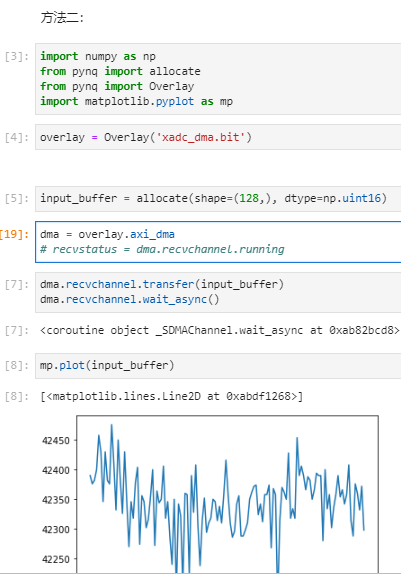 方法二：
[3]: import numpy as np
from pynq import allocate
from pynq import Overlay
import matplotlib.pyplot as mp
[4]: overlay = Overlay('xadc_dma.bit')
[5]: input_buffer = allocate(shape=(128,), dtype=np.uint16)
[19]: dma = overlay.axi_dma
# recvstatus = dma.recvchannel.running
[7]: dma.recvchannel.transfer(input_buffer)
dma.recvchannel.wait_async()
[7]: <coroutine object _SDMAChannel.wait_async at 0xab82bcd8>
[8]: mp.plot(input_buffer)
[8]: [<matplotlib.lines.Line2D at 0xabdf1268>]
42450
42400
42350
42300
42250